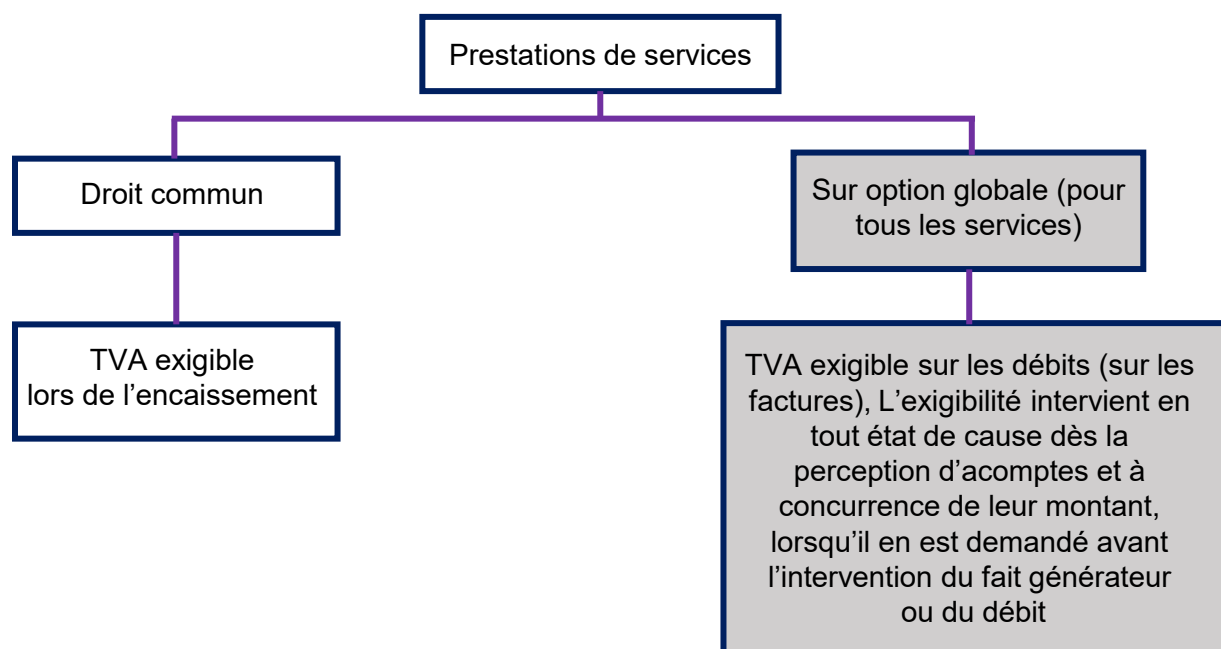 Prestations de services
Droit commun
Sur option globale (pour
tous les services)
TVA exigible
lors de l’encaissement
TVA exigible sur les débits (sur les
factures), L’exigibilité intervient en
tout état de cause dès la
perception d’acomptes et à
concurrence de leur montant,
lorsqu'il en est demandé avant
l’intervention du fait générateur
ou du débit